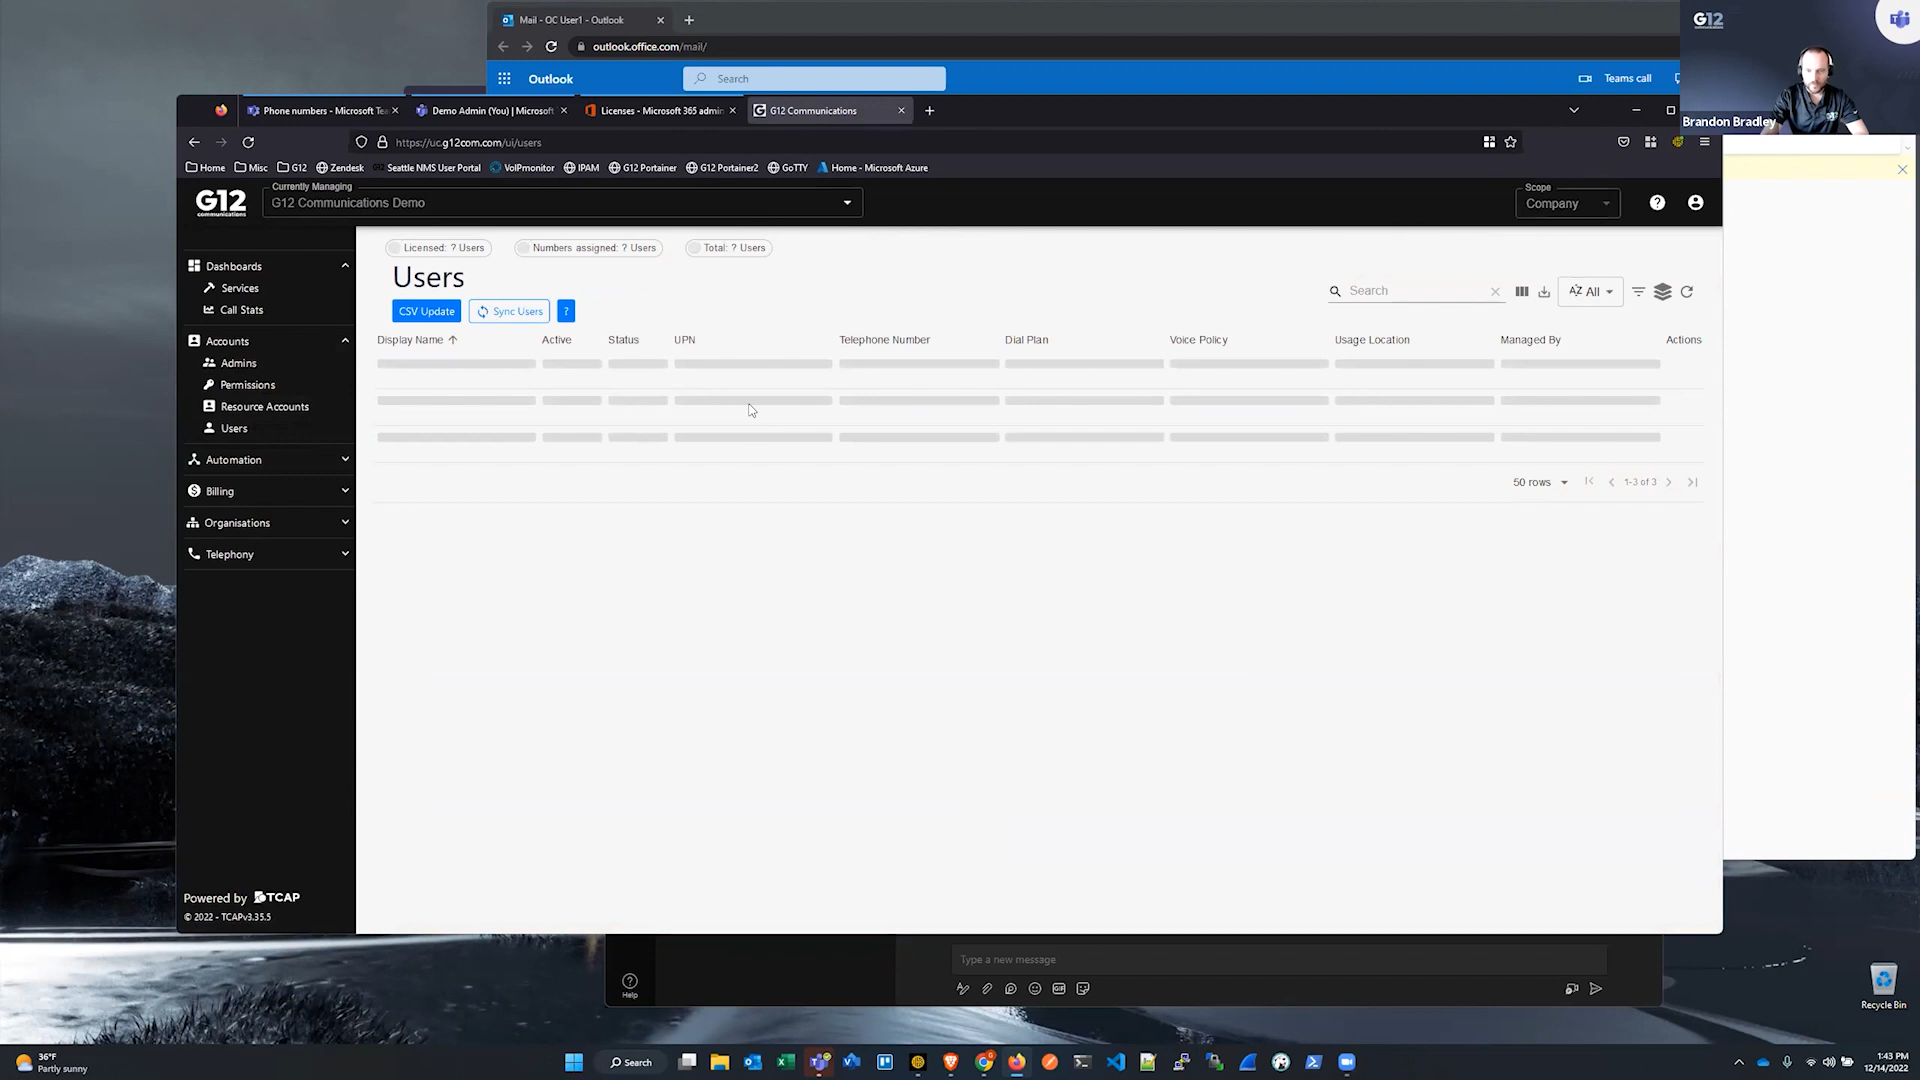 Mail - OC User1 - Outlook
G12
outlook.office.com/mail/
Outlook
Search
Teams call
Brandon Bradley
Phone numbers - Microsoft Tea
Demo Admin (You) | Microsoft
Licenses - Microsoft 365 admin
G12 Communications
https://uc.g12com.com/ui/users
Home
Misc
G12
Zendesk
Seattle NMS User Portal
VoIPmonitor
IPAM
G12 Portainer
G12 Portainer2
GoTTY
Home - Microsoft Azure
G12
communications
Currently Managing
G12 Communications Demo
Scope
Company
Licensed: ? Users
Numbers assigned: ? Users
Total: ? Users
Users
CSV Update
Sync Users
?
Search
AZ All
Display Name
Active
Status
UPN
Telephone Number
Dial Plan
Voice Policy
Usage Location
Managed By
Actions
50 rows
1-3 of 3
Dashboards
Services
Call Stats
Accounts
Admins
Permissions
Resource Accounts
Users
Automation
Billing
Organisations
Telephony
Powered by TCAP
© 2022 - TCAPv3.35.5
Help
Type a new message
GIF
Recycle Bin
36°F
Partly sunny
Search
1:43 PM
12/14/2022